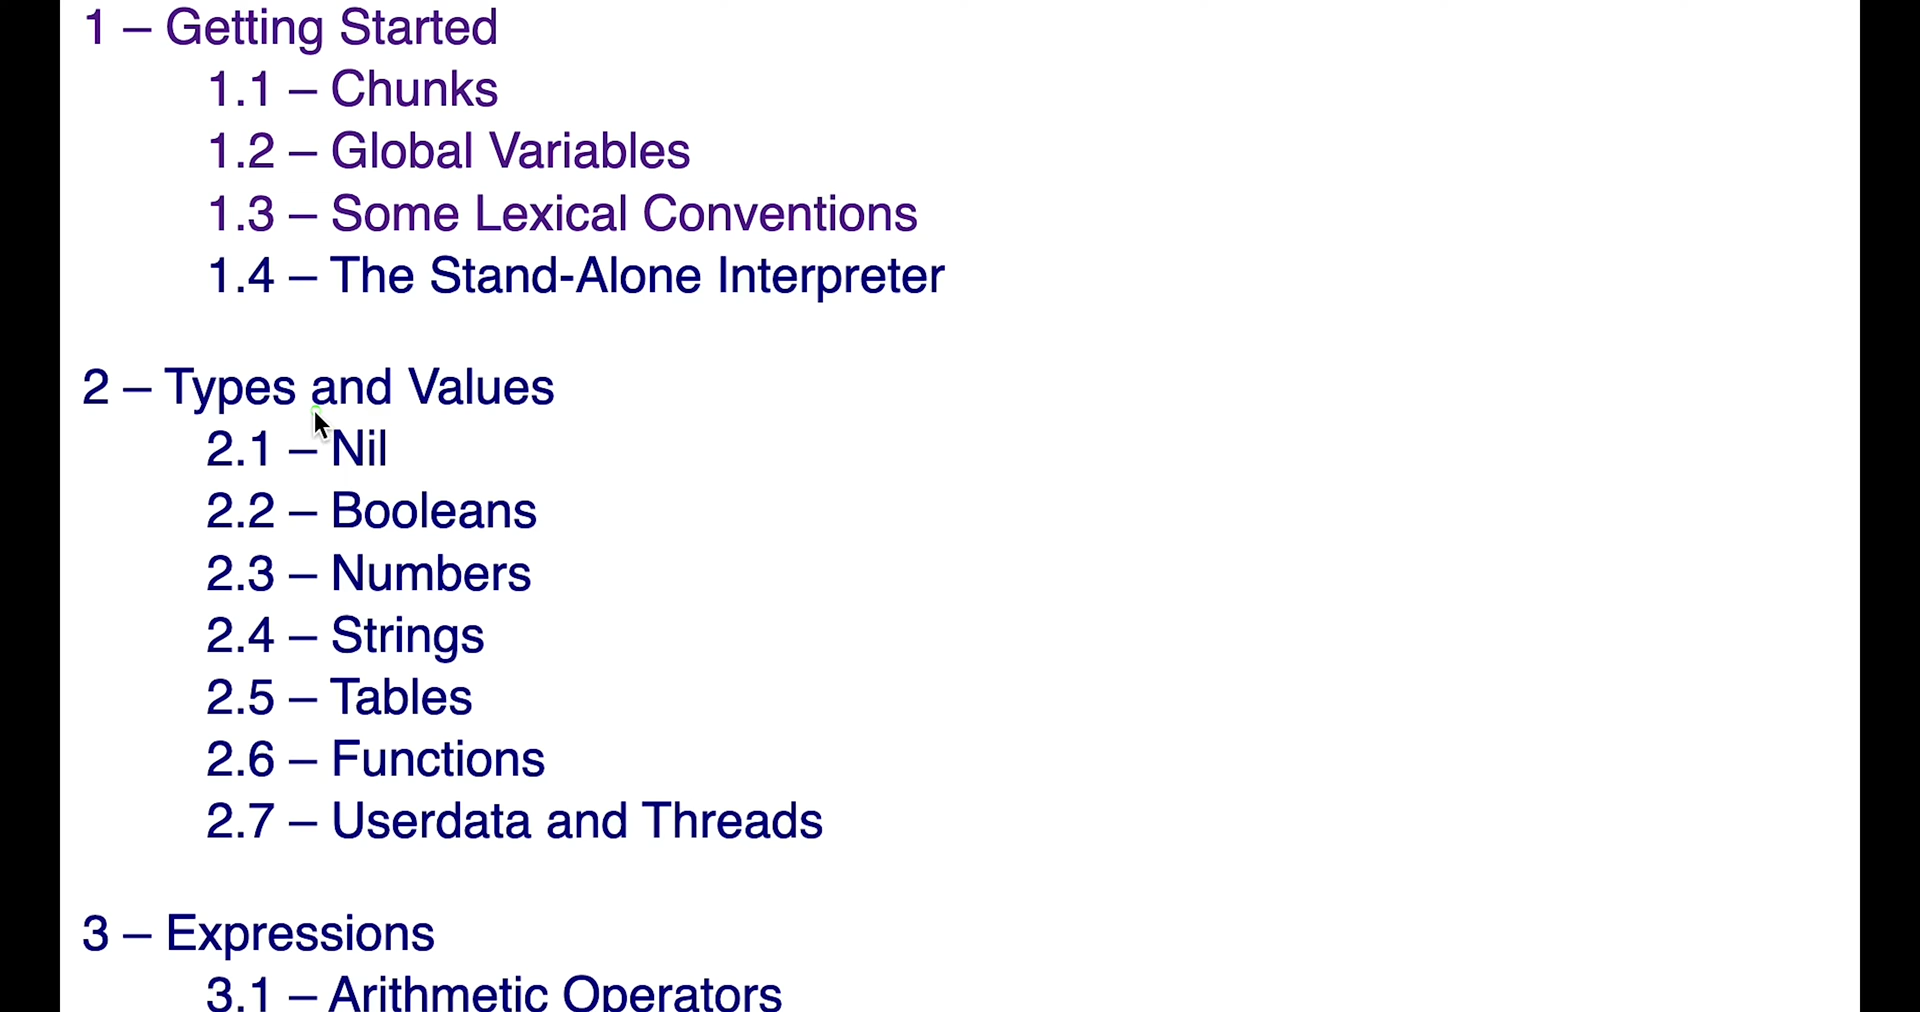 1 – Getting Started
1.1 – Chunks
1.2 – Global Variables
1.3 – Some Lexical Conventions
1.4 – The Stand-Alone Interpreter
2 – Types and Values
2.1 – Nil
2.2 – Booleans
2.3 – Numbers
2.4 – Strings
2.5 – Tables
2.6 – Functions
2.7 – Userdata and Threads
3 – Expressions
3.1 – Arithmetic Operators